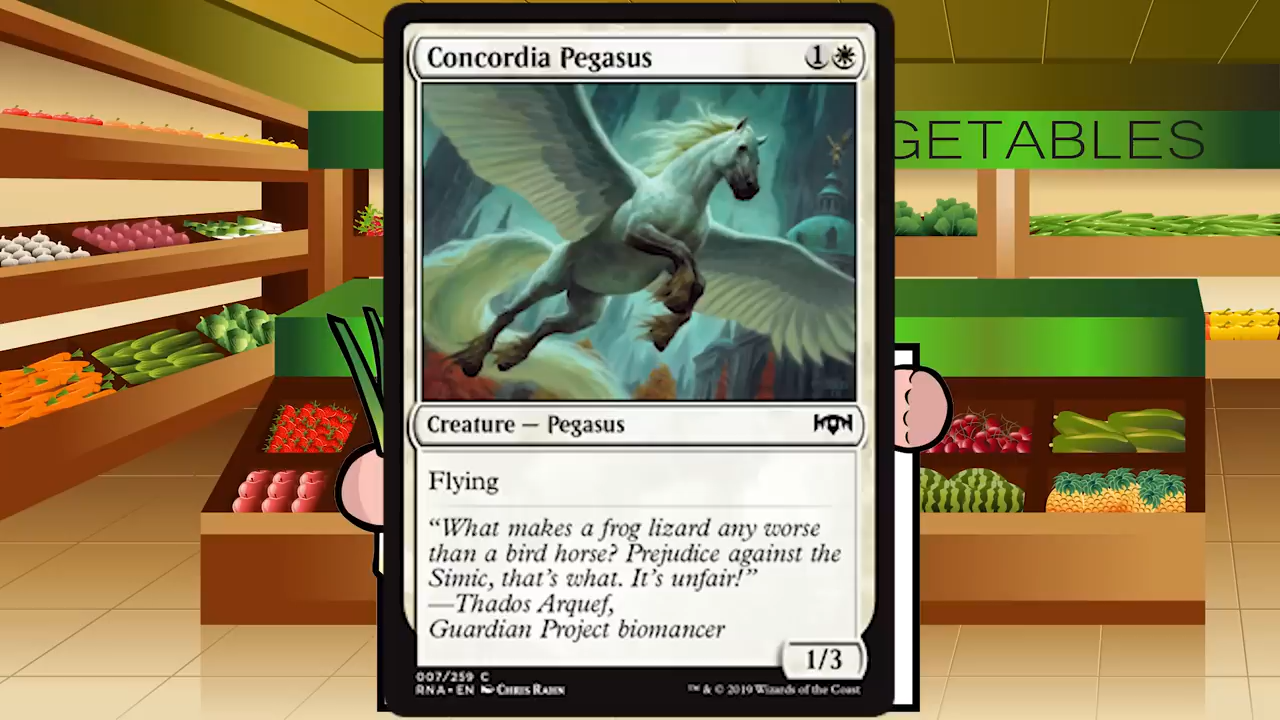 Concordia Pegasus 1
GETABLES
Creature — Pegasus
Flying
“What makes a frog lizard any worse
than a bird horse? Prejudice against the
Simic, that’s what. It’s unfair!”
—Thados Arquef,
Guardian Project biomancer
1/3
007/259 C
RNA • EN Chris Rahn
™ & © 2019 Wizards of the Coast